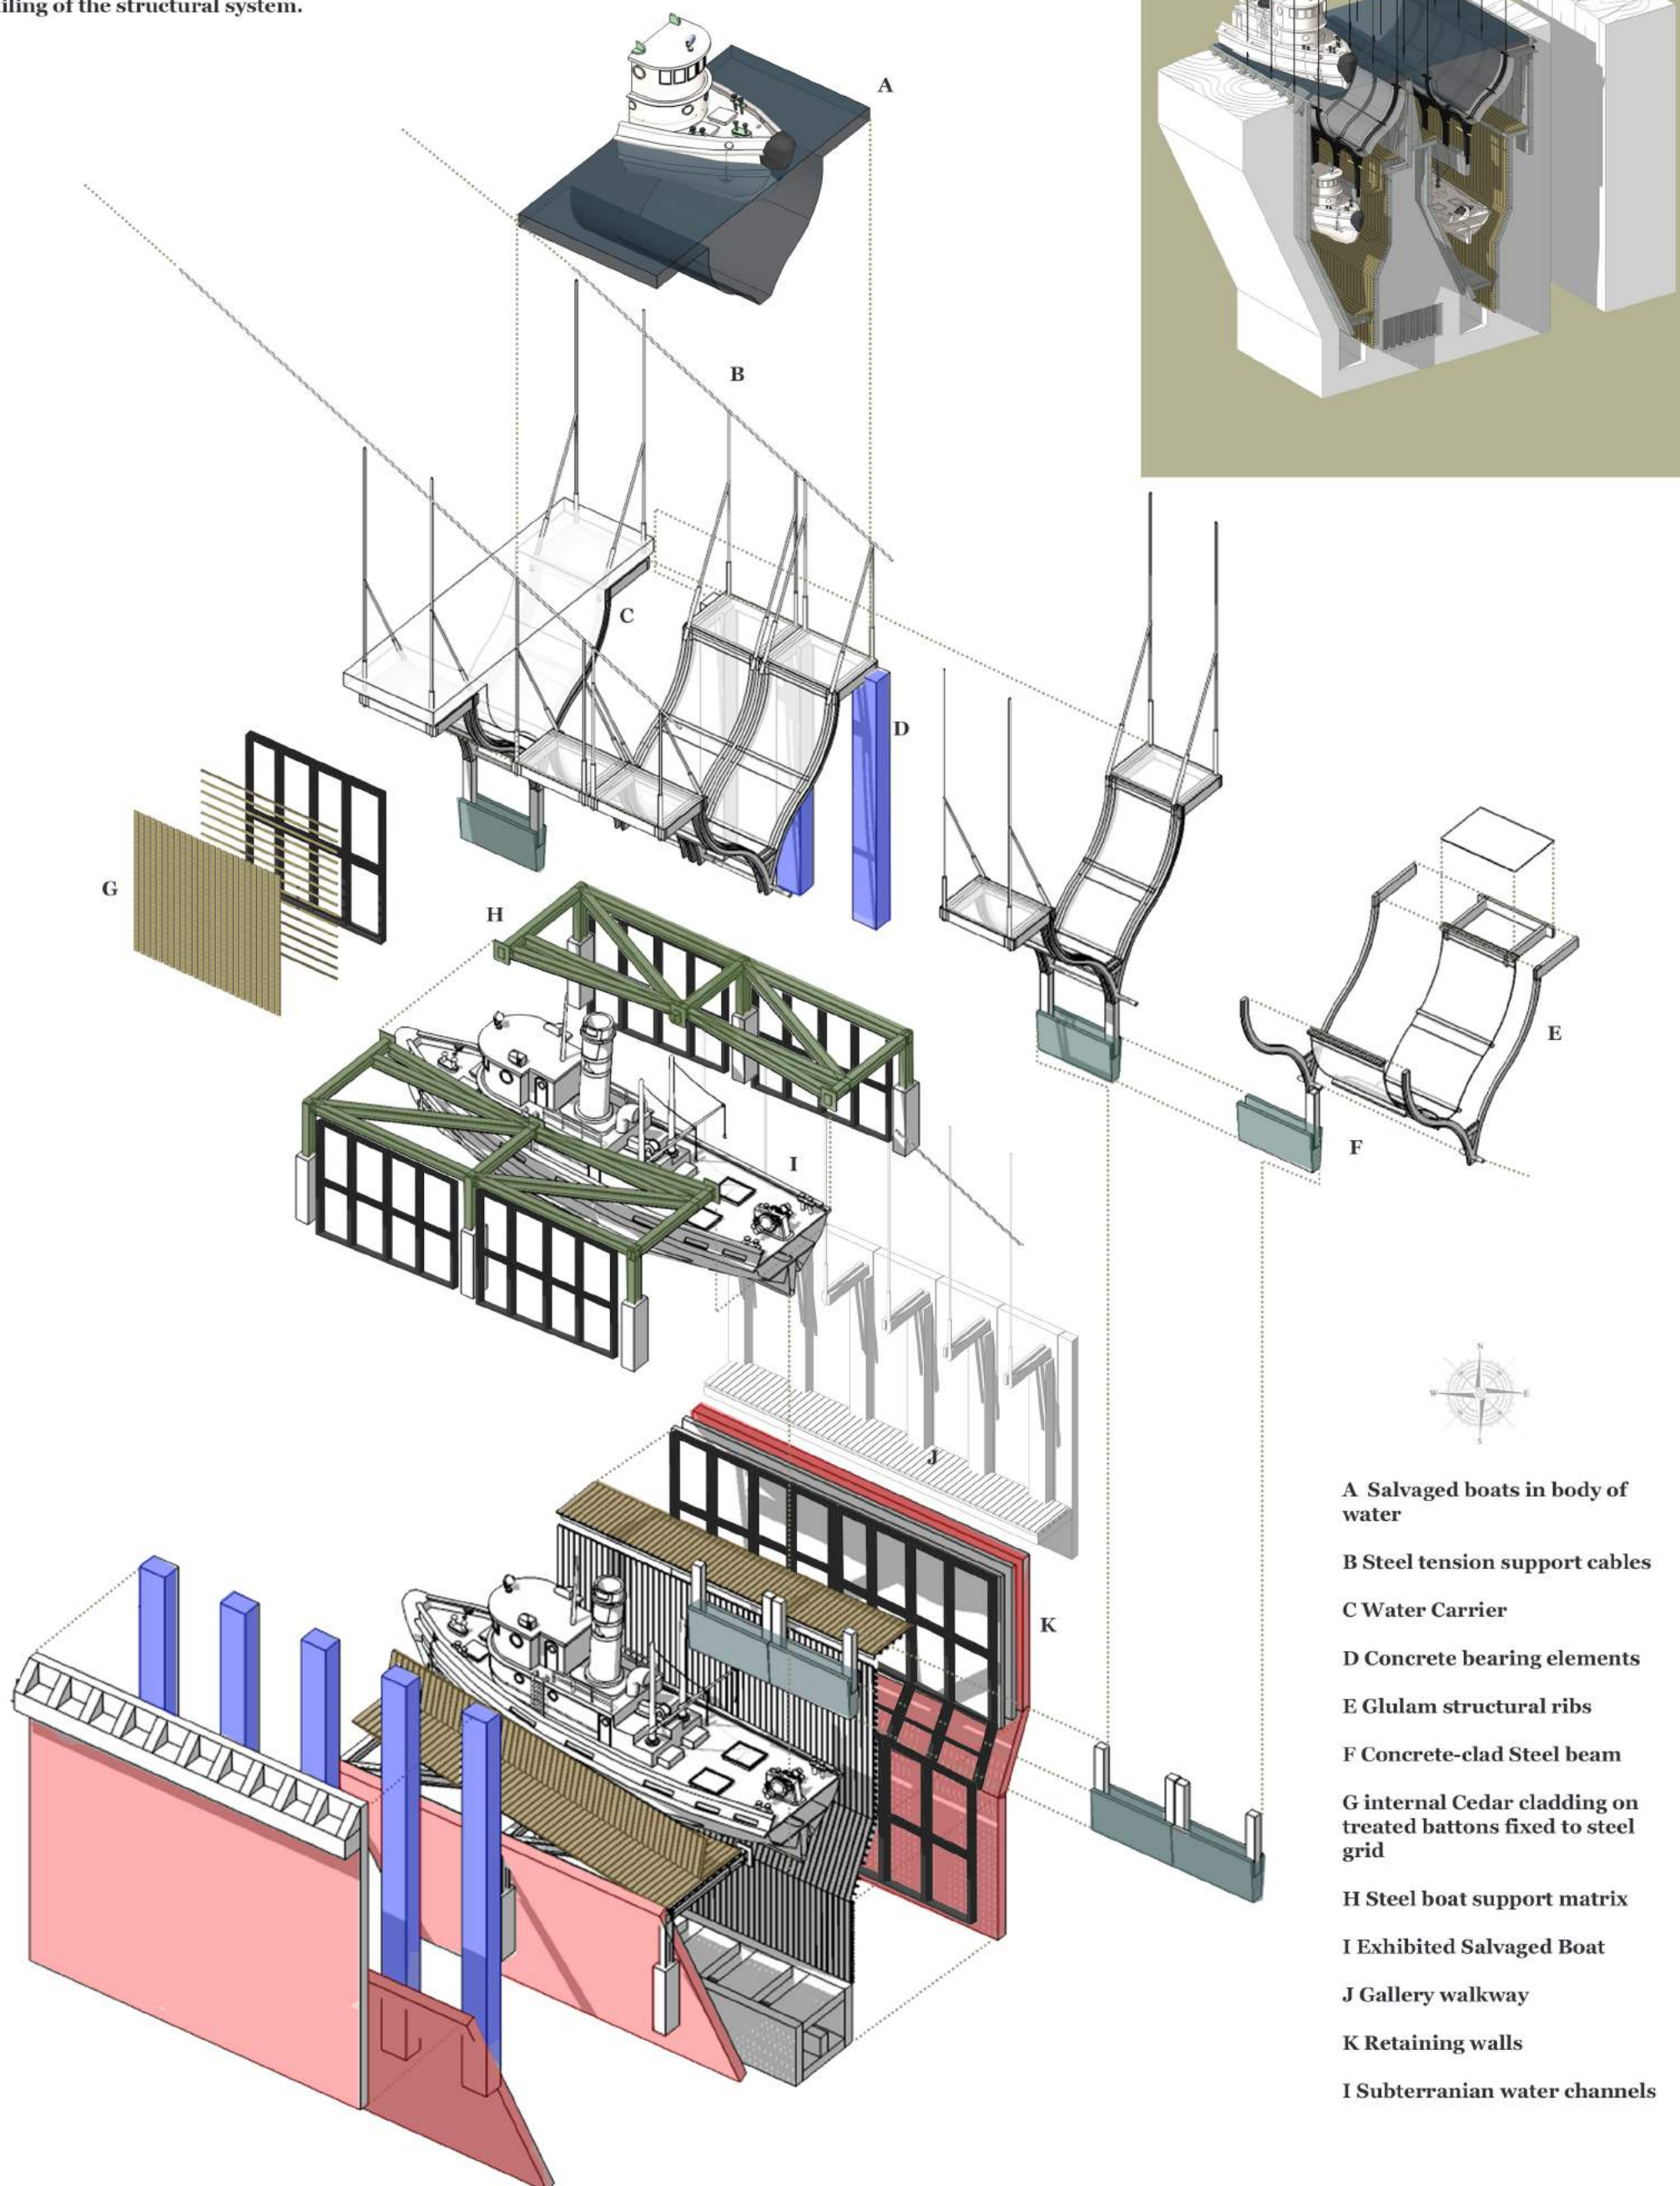 iling of the structural system.
A
B
C
D
G
H
E
F
I
J
K
N
W E
S
A Salvaged boats in body of
water
B Steel tension support cables
C Water Carrier
D Concrete bearing elements
E Glulam structural ribs
F Concrete-clad Steel beam
G internal Cedar cladding on
treated battons fixed to steel
grid
H Steel boat support matrix
I Exhibited Salvaged Boat
J Gallery walkway
K Retaining walls
I Subterranian water channels